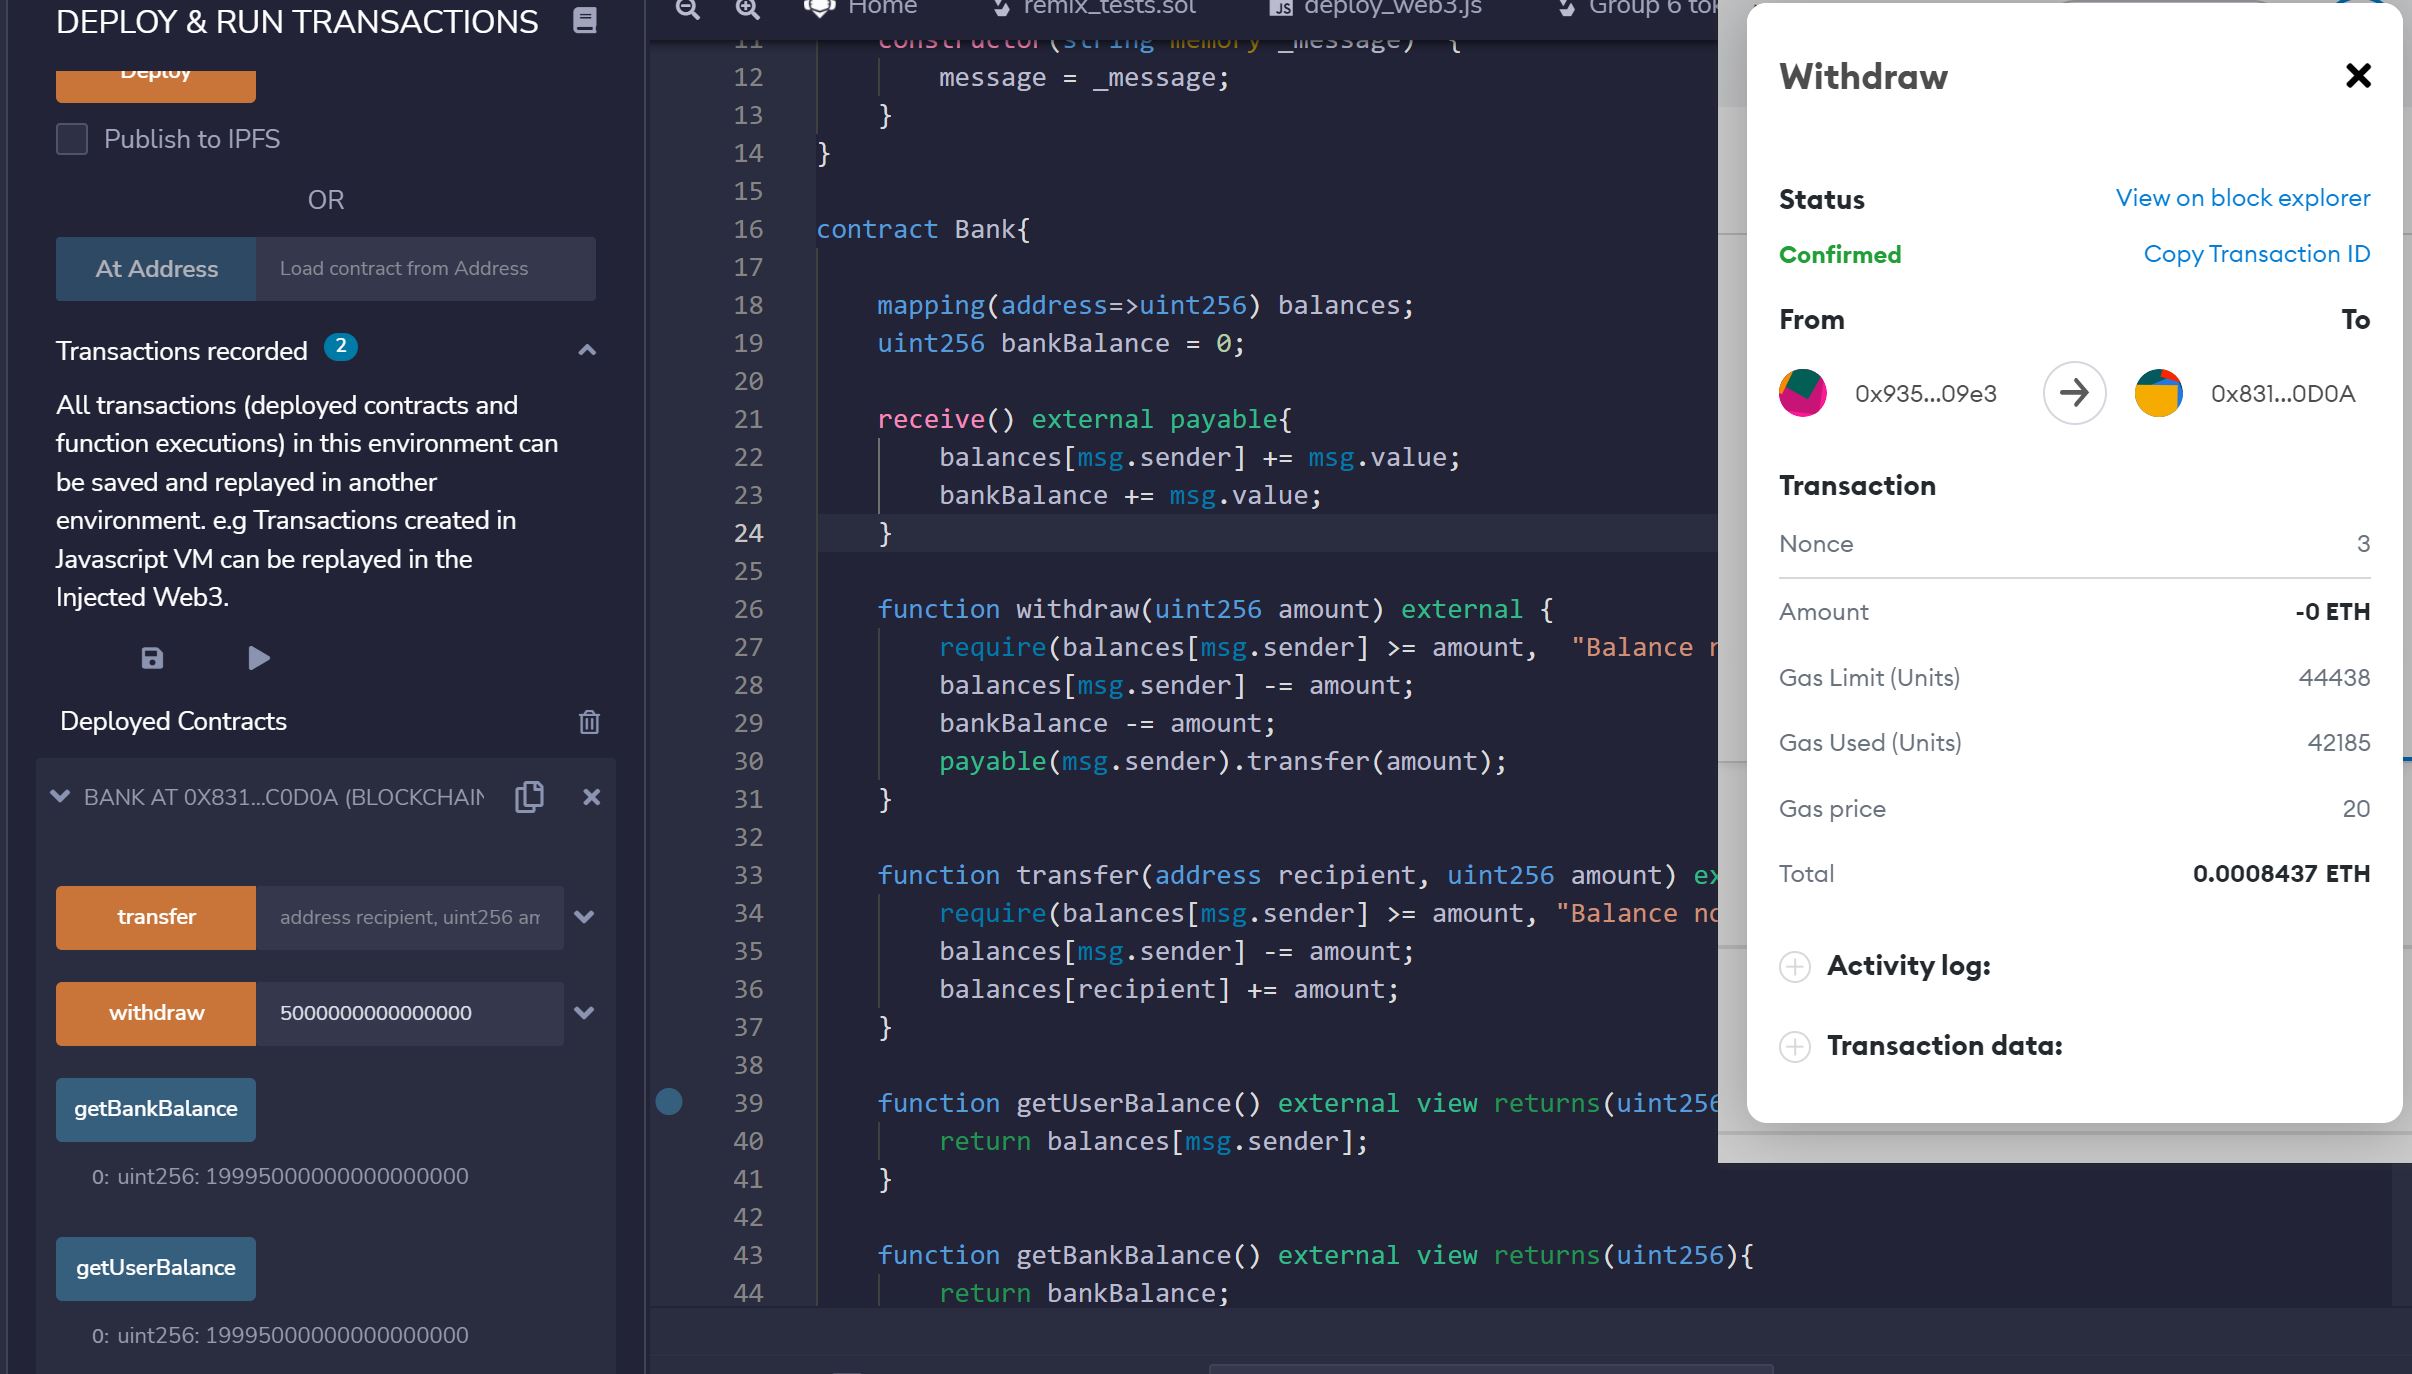 DEPLOY & RUN TRANSACTIONS
Deploy
Publish to IPFS
OR
At Address
Load contract from Address
Transactions recorded 2
All transactions (deployed contracts and
function executions) in this environment can
be saved and replayed in another
environment. e.g Transactions created in
Javascript VM can be replayed in the
Injected Web3.
Deployed Contracts
BANK AT 0X831...C0D0A (BLOCKCHAIN
transfer
address recipient, uint256 am
withdraw
5000000000000000
getBankBalance
0: uint256: 19995000000000000000
getUserBalance
0: uint256: 19995000000000000000
Home
remix_tests.sol
JS deploy_web3.js
Group 6 tok
11 constructor(string memory _message) {
12 message = _message;
13 }
14 }
15
16 contract Bank{
17
18 mapping(address=>uint256) balances;
19 uint256 bankBalance = 0;
20
21 receive() external payable{
22 balances[msg.sender] += msg.value;
23 bankBalance += msg.value;
24 }
25
26 function withdraw(uint256 amount) external {
27 require(balances[msg.sender] >= amount, "Balance
28 balances[msg.sender] -= amount;
29 bankBalance -= amount;
30 payable(msg.sender).transfer(amount);
31 }
32
33 function transfer(address recipient, uint256 amount) ex
34 require(balances[msg.sender] >= amount, "Balance no
35 balances[msg.sender] -= amount;
36 balances[recipient] += amount;
37 }
38
39 function getUserBalance() external view returns(uint256
40 return balances[msg.sender];
41 }
42
43 function getBankBalance() external view returns(uint256){
44 return bankBalance;
Withdraw
Status
View on block explorer
Confirmed
Copy Transaction ID
From
To
0x935...09e3
0x831...0D0A
Transaction
Nonce 3
Amount -0 ETH
Gas Limit (Units) 44438
Gas Used (Units) 42185
Gas price 20
Total 0.0008437 ETH
Activity log:
Transaction data: